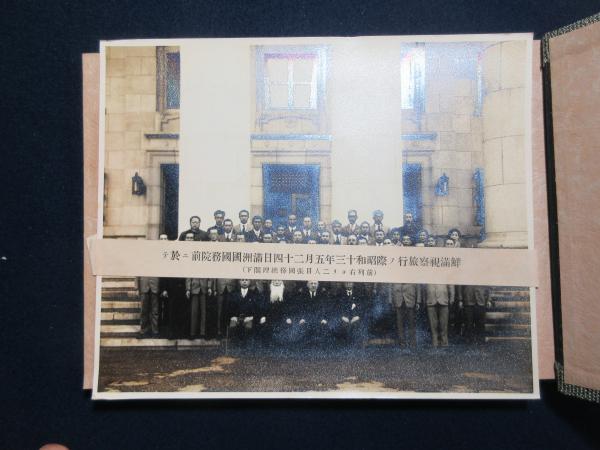 鮮滿視察旅行ノ際昭和十三年五月二十四日滿洲國國務院前ニ於テ
(前列右ヨリ二人目張國務總理閣下)